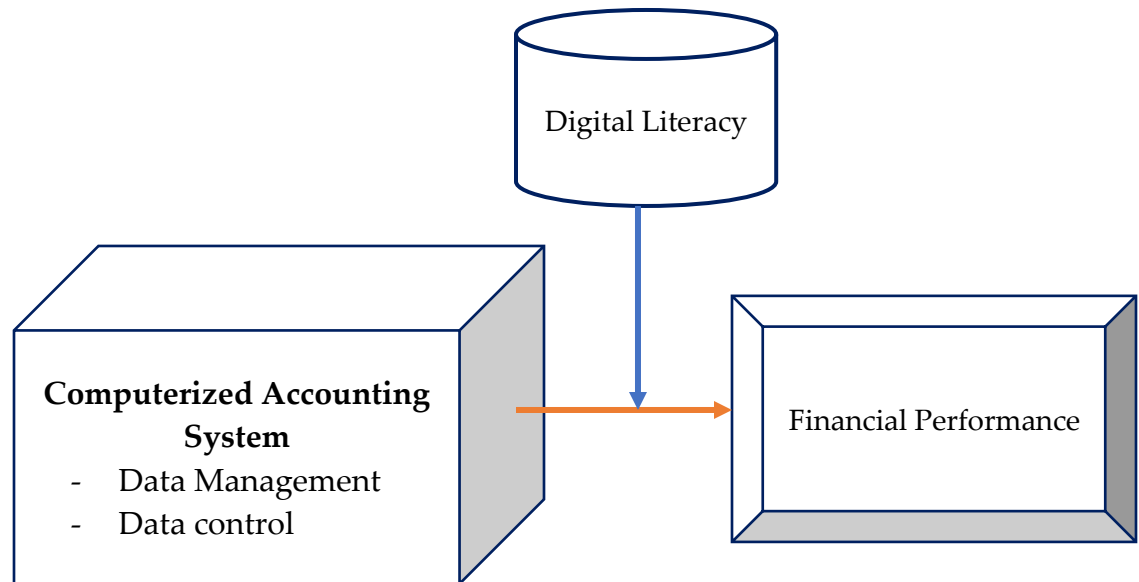 Digital Literacy
Computerized Accounting
System
- Data Management
- Data control
Financial Performance